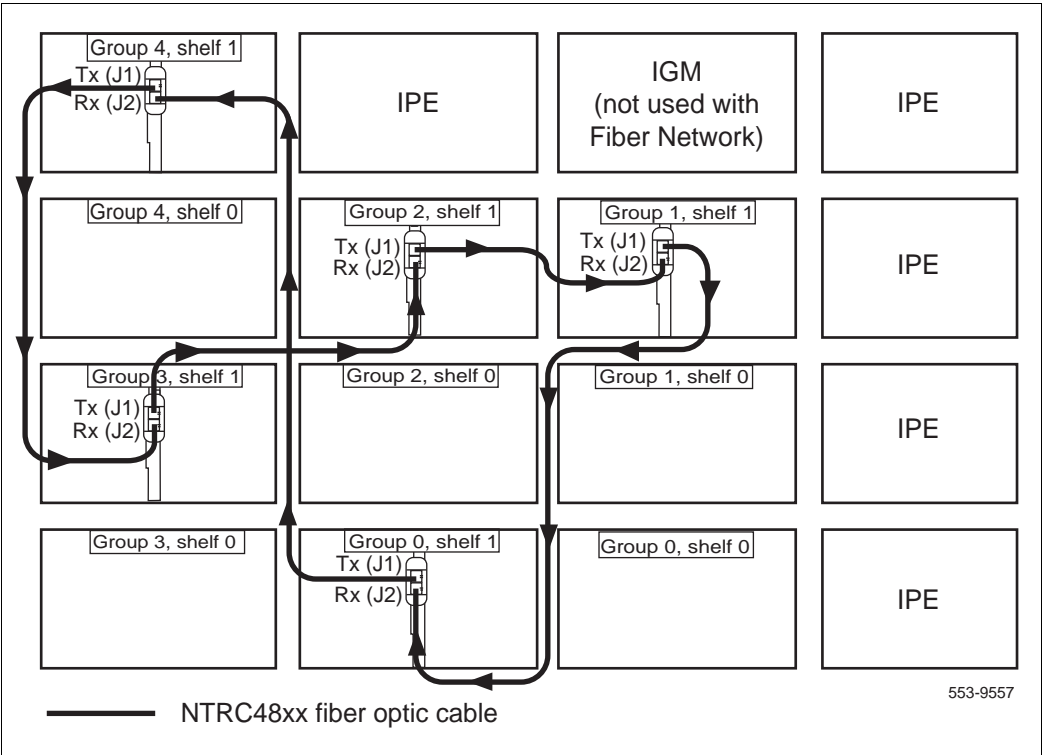 Group 4, shelf 1
Tx (J1)
Rx (J2)
IPE
IGM
(not used with
Fiber Network)
IPE
Group 4, shelf 0
Group 2, shelf 1
Tx (J1)
Rx (J2)
Group 1, shelf 1
Tx (J1)
Rx (J2)
IPE
Group 3, shelf 1
Tx (J1)
Rx (J2)
Group 2, shelf 0
Group 1, shelf 0
IPE
Group 3, shelf 0
Group 0, shelf 1
Tx (J1)
Rx (J2)
Group 0, shelf 0
IPE
553-9557
NTRC48xx fiber optic cable